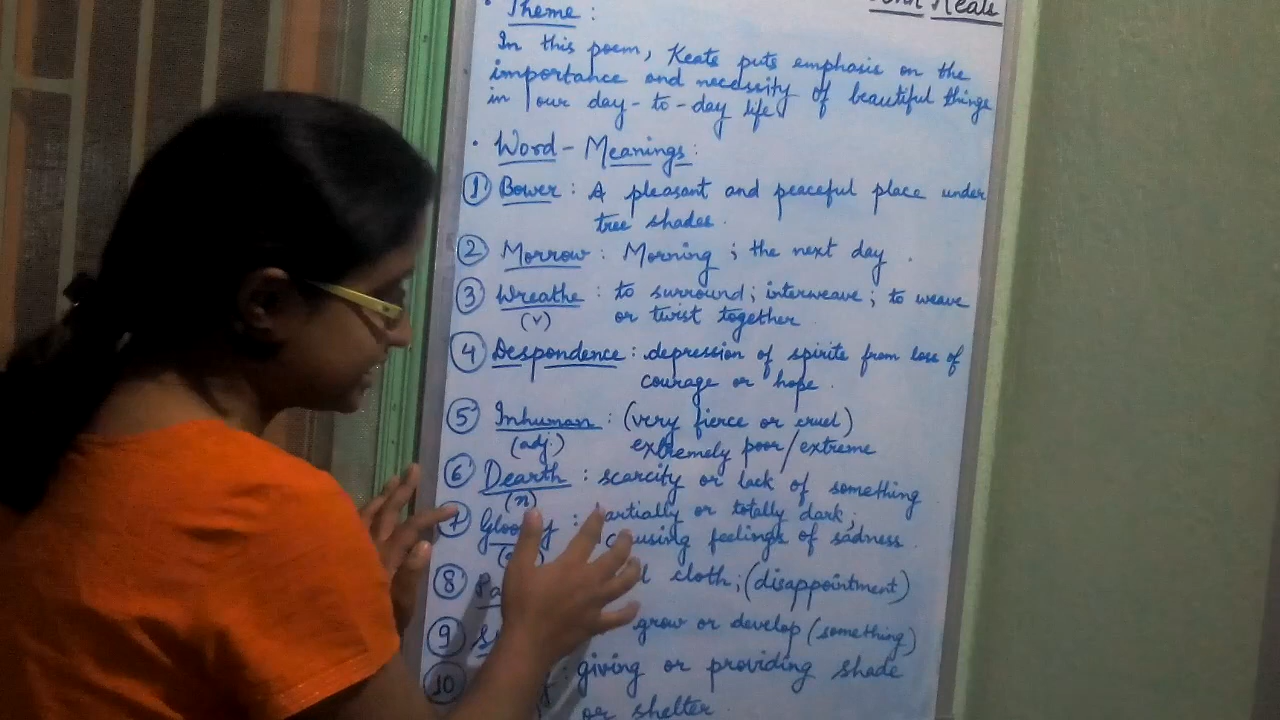 John Keats
• Theme :
In this poem, Keats puts emphasis on the
importance and necessity of beautiful things
in our day-to-day life.
• Word-Meanings:
① Bower : A pleasant and peaceful place under
tree shades.
② Morrow : Morning ; the next day .
③ Wreathe : to surround; interweave ; to weave
(v) or twist together .
④ Despondence : depression of spirits from loss of
courage or hope .
⑤ Inhuman : (very fierce or cruel)
(adj.) extremely poor/extreme
⑥ Dearth : scarcity or lack of something
(n)
⑦ : partially or totally dark;
causing feelings of sadness.
⑧ cloth; (disappointment)
⑨ grow or develop (something)
⑩ : giving or providing shade
or shelter.